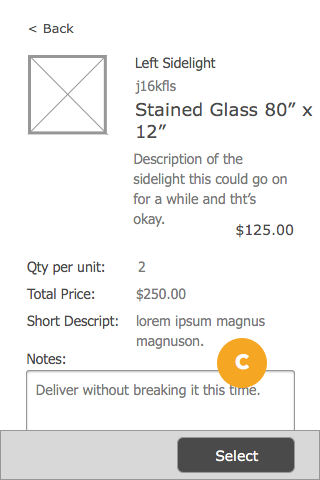 < Back
Left Sidelight
j16kfls
Stained Glass 80” x
12”
Description of the
sidelight this could go on
for a while and tht’s
okay.
$125.00
Qty per unit: 2
Total Price: $250.00
Short Descript: lorem ipsum magnus
magnuson.
C
Notes:
Deliver without breaking it this time.
Select